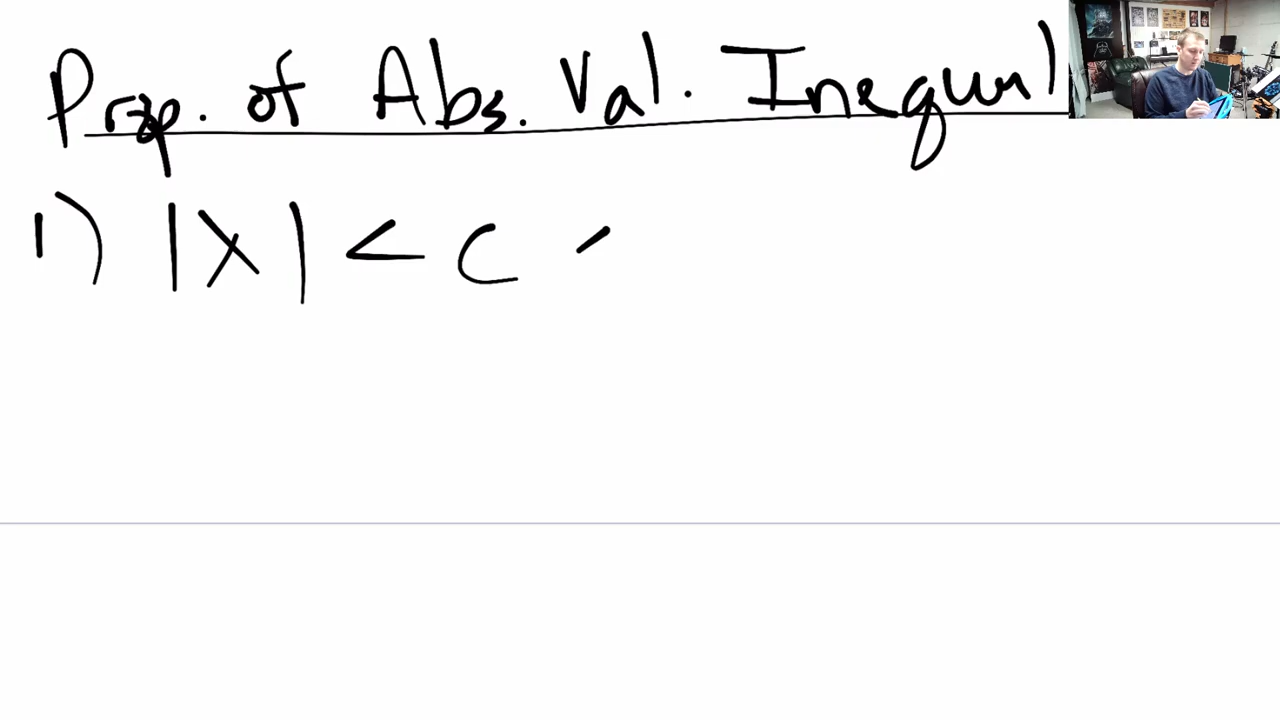 Prop. of Abs. Val. Inequal
1) |x| < c